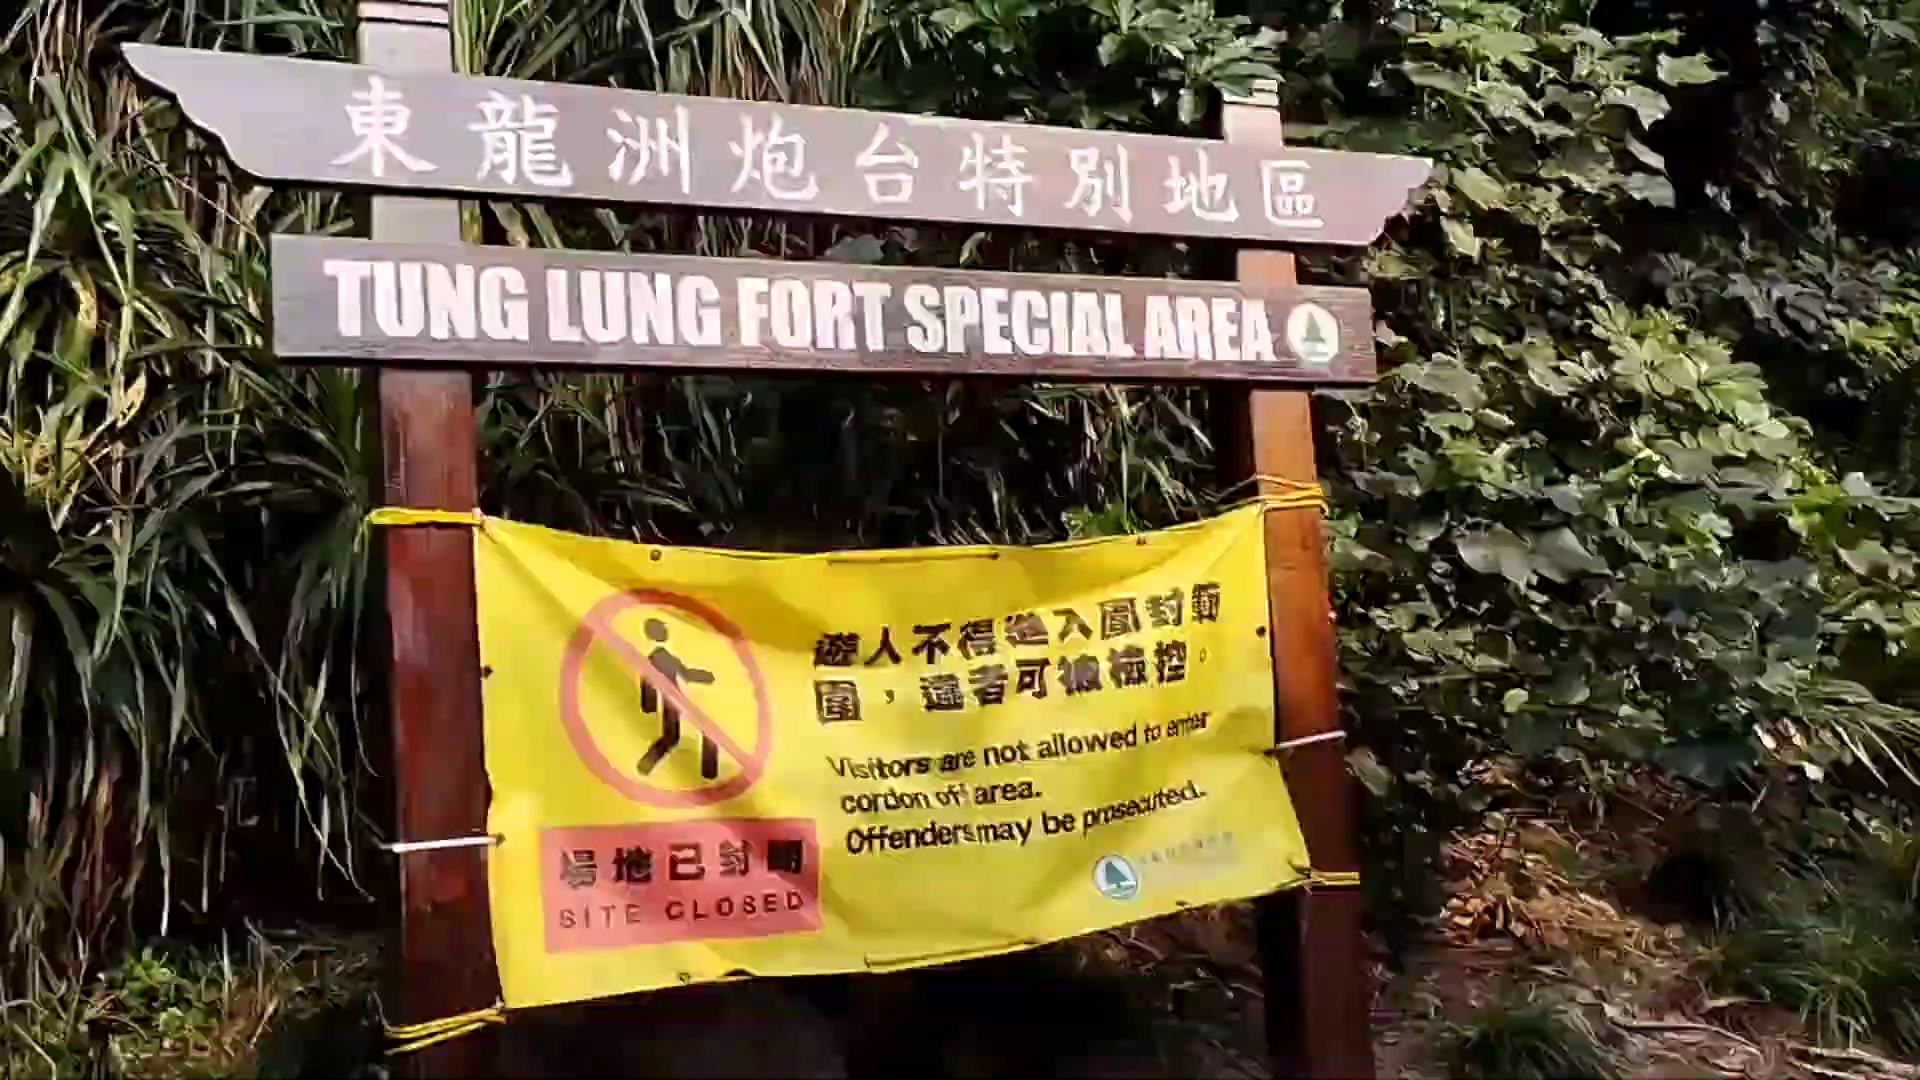 東龍洲炮台特別地區
TUNG LUNG FORT SPECIAL AREA
遊人不得進入圍封範
圍，違者可被檢控。
Visitors are not allowed to enter
cordon off area.
Offenders may be prosecuted.
場地已封閉
SITE CLOSED